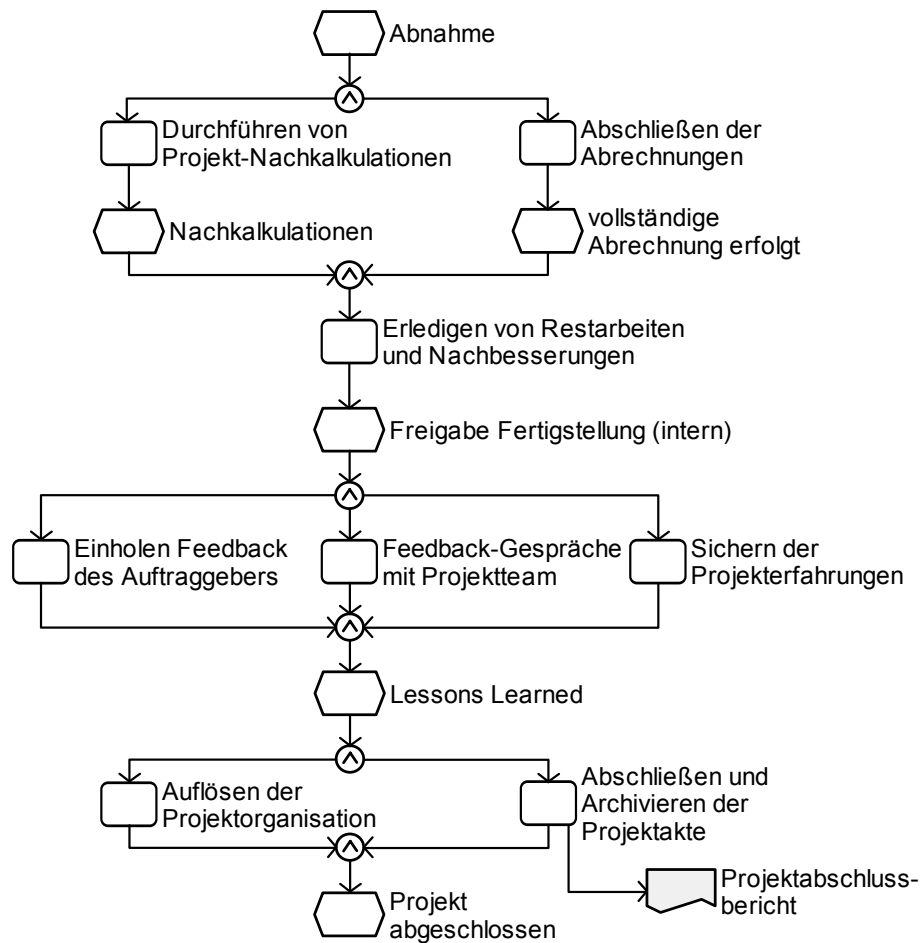 Abnahme
Durchführen von
Projekt-Nachkalkulationen
Abschließen der
Abrechnungen
Nachkalkulationen
vollständige
Abrechnung erfolgt
Erledigen von Restarbeiten
und Nachbesserungen
Freigabe Fertigstellung (intern)
Einholen Feedback
des Auftraggebers
Feedback-Gespräche
mit Projektteam
Sichern der
Projekterfahrungen
Lessons Learned
Auflösen der
Projektorganisation
Abschließen und
Archivieren der
Projektakte
Projektabschluss-
bericht
Projekt
abgeschlossen